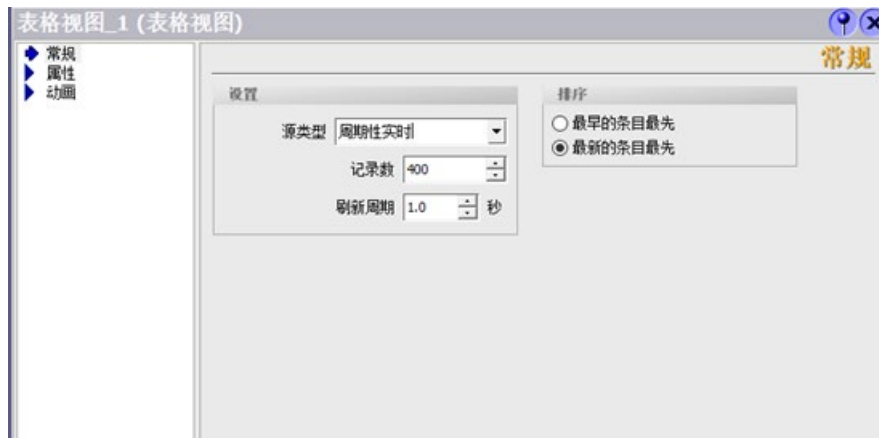 表格视图_1 (表格视图)
常规
属性
动画
常规
设置
源类型 周期性实时
记录数 400
刷新周期 1.0 秒
排序
最早的条目最先
最新的条目最先